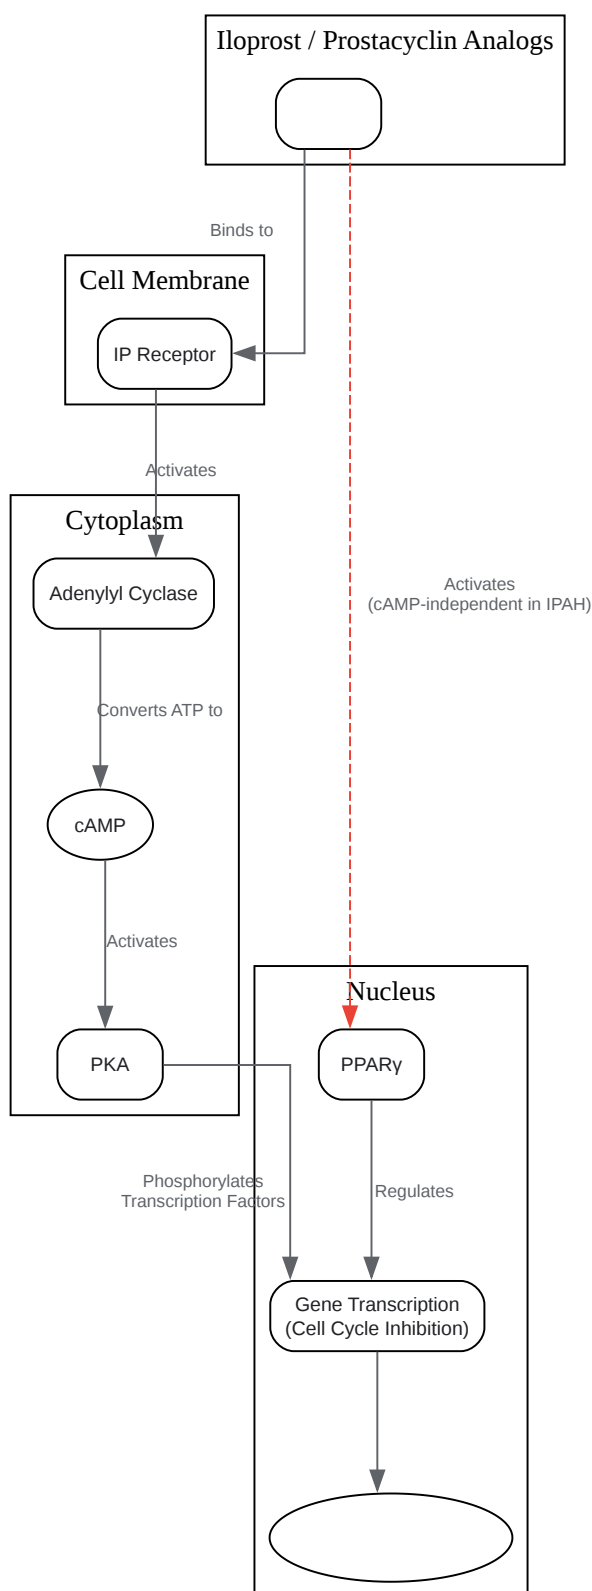 Iloprost / Prostacyclin Analogs
Binds to
Cell Membrane
IP Receptor
Activates
Cytoplasm
Adenylyl Cyclase
Activates
(cAMP-independent in IPAH)
Converts ATP to
cAMP
Activates
Nucleus
PKA
PPARγ
Phosphorylates
Transcription Factors
Regulates
Gene Transcription
(Cell Cycle Inhibition)